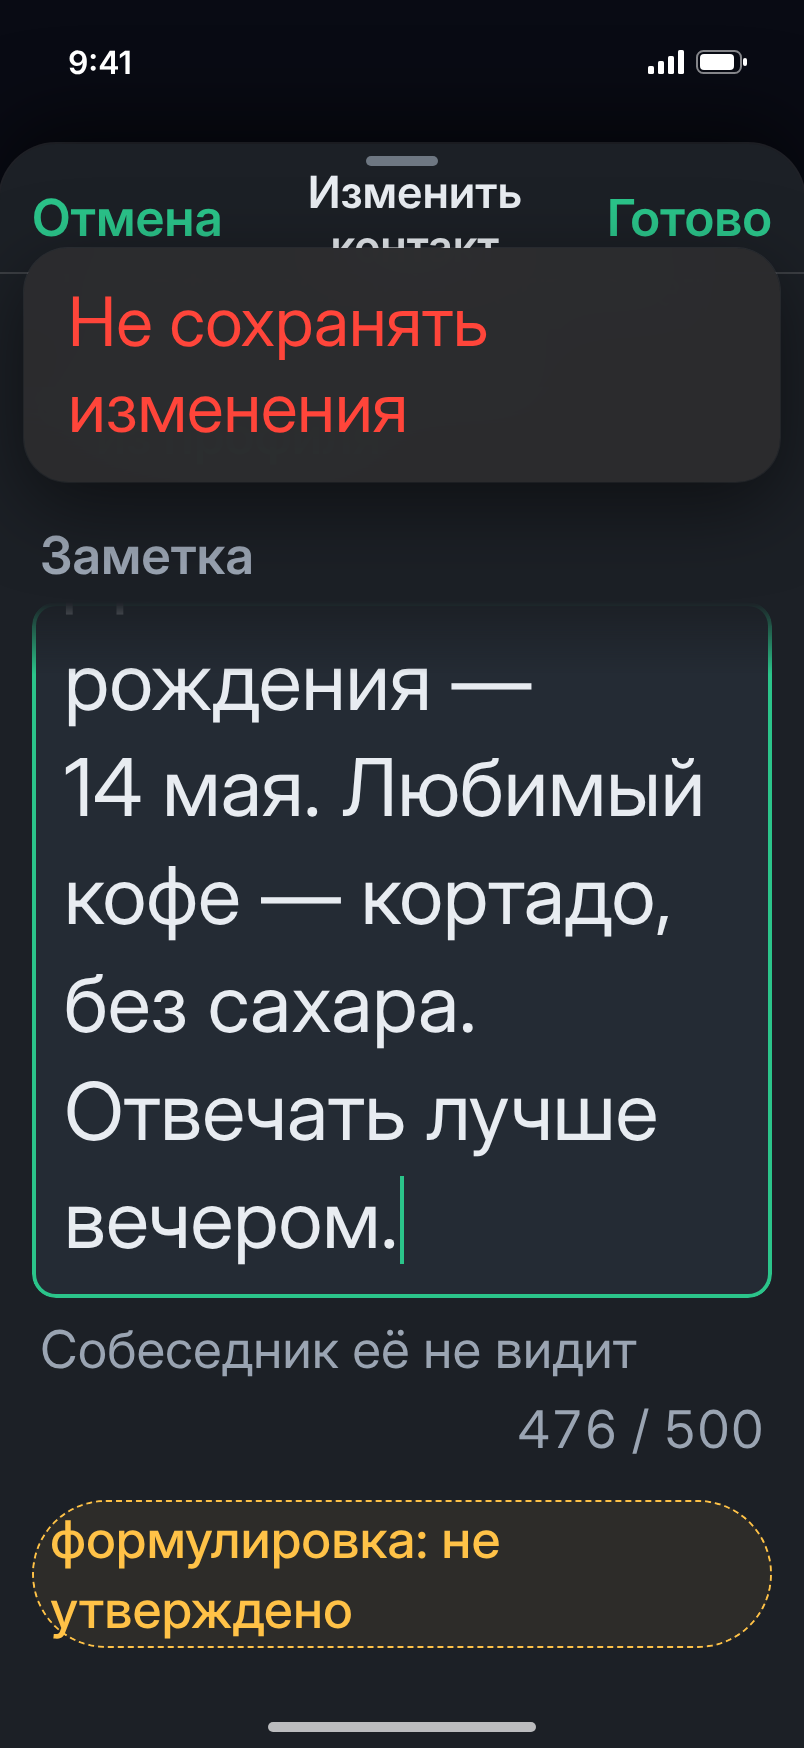 9:41
Отмена
Изменить
контакт
Готово
Не сохранять
изменения
Заметка
рождения —
14 мая. Любимый
кофе — кортадо,
без сахара.
Отвечать лучше
вечером.
Собеседник её не видит
476 / 500
формулировка: не
утверждено